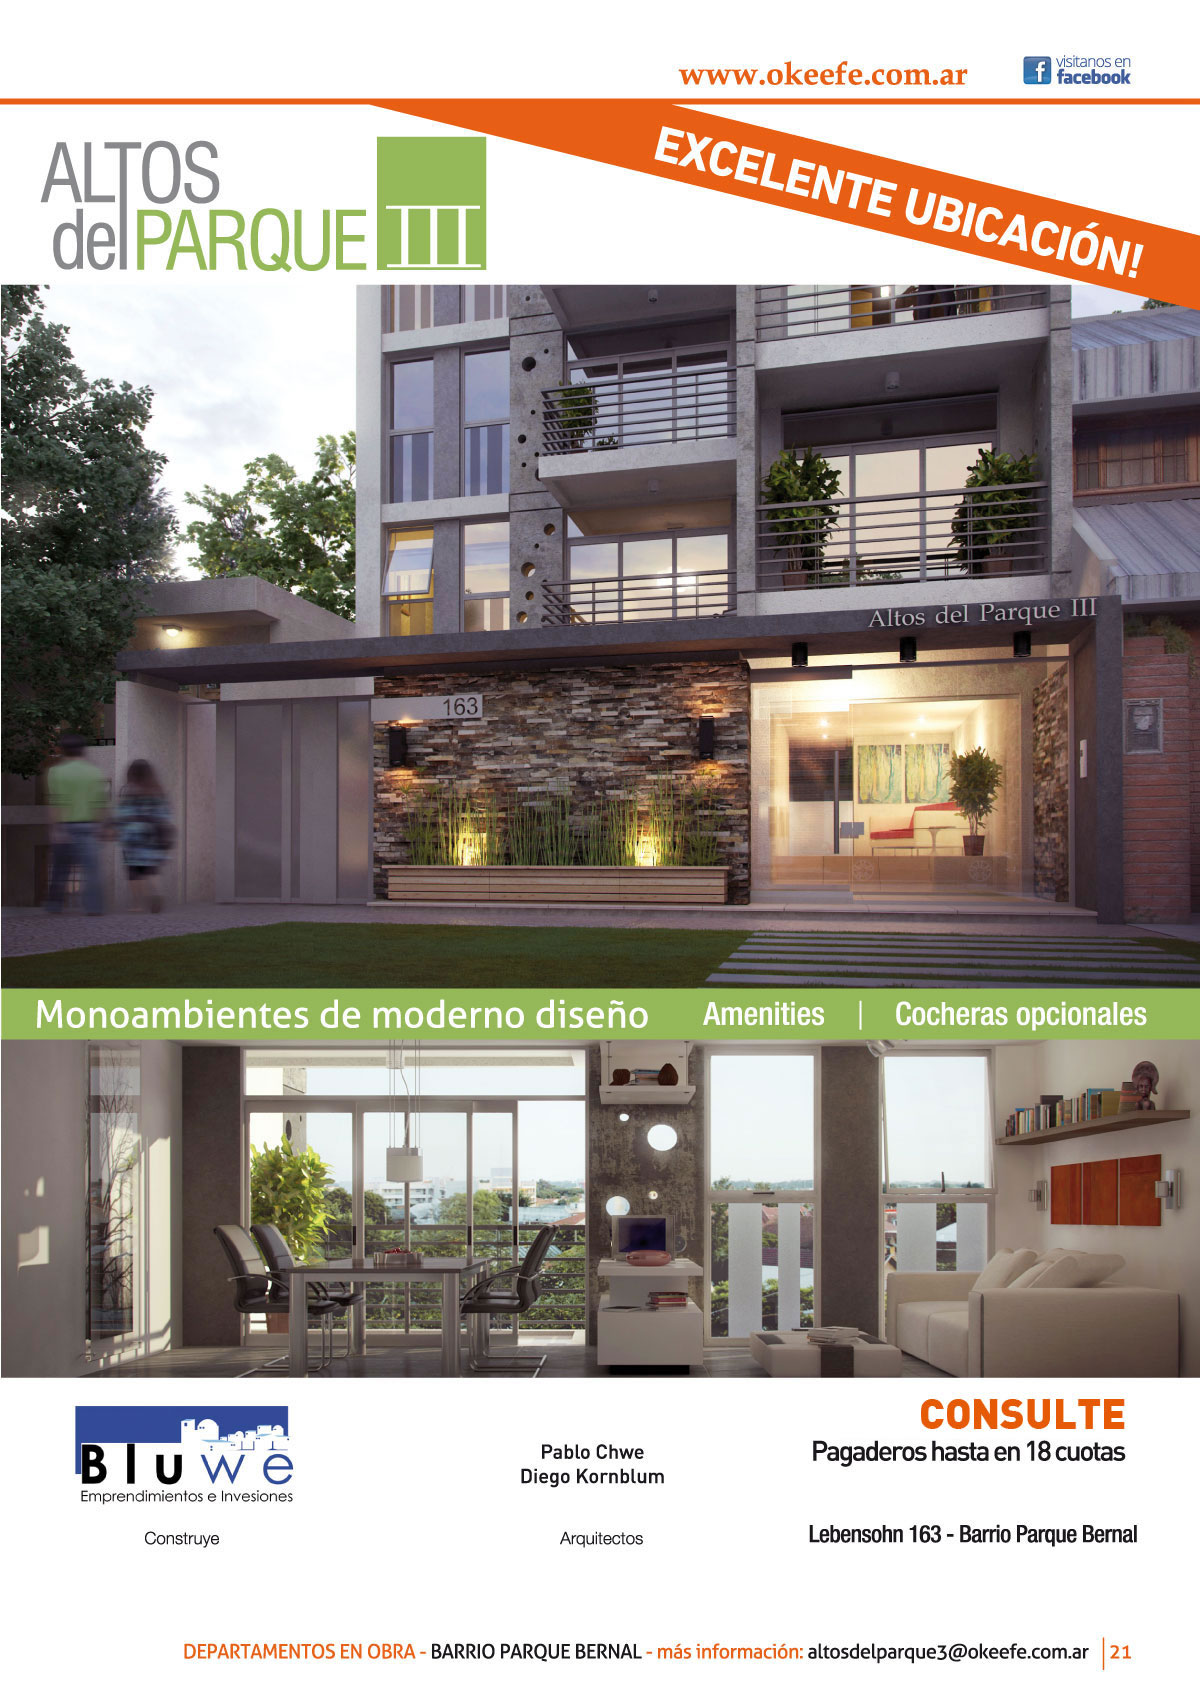 www.okeefe.com.ar
visitanos en
facebook
EXCELENTE UBICACIÓN!
ALTOS
del PARQUE III
Altos del Parque III
163
Monoambientes de moderno diseño Amenities | Cocheras opcionales
Bluwe
Emprendimientos e Invesiones
Construye
Pablo Chwe
Diego Kornblum
Arquitectos
CONSULTE
Pagaderos hasta en 18 cuotas
Lebensohn 163 - Barrio Parque Bernal
DEPARTAMENTOS EN OBRA - BARRIO PARQUE BERNAL - más información: altosdelparque3@okeefe.com.ar | 21